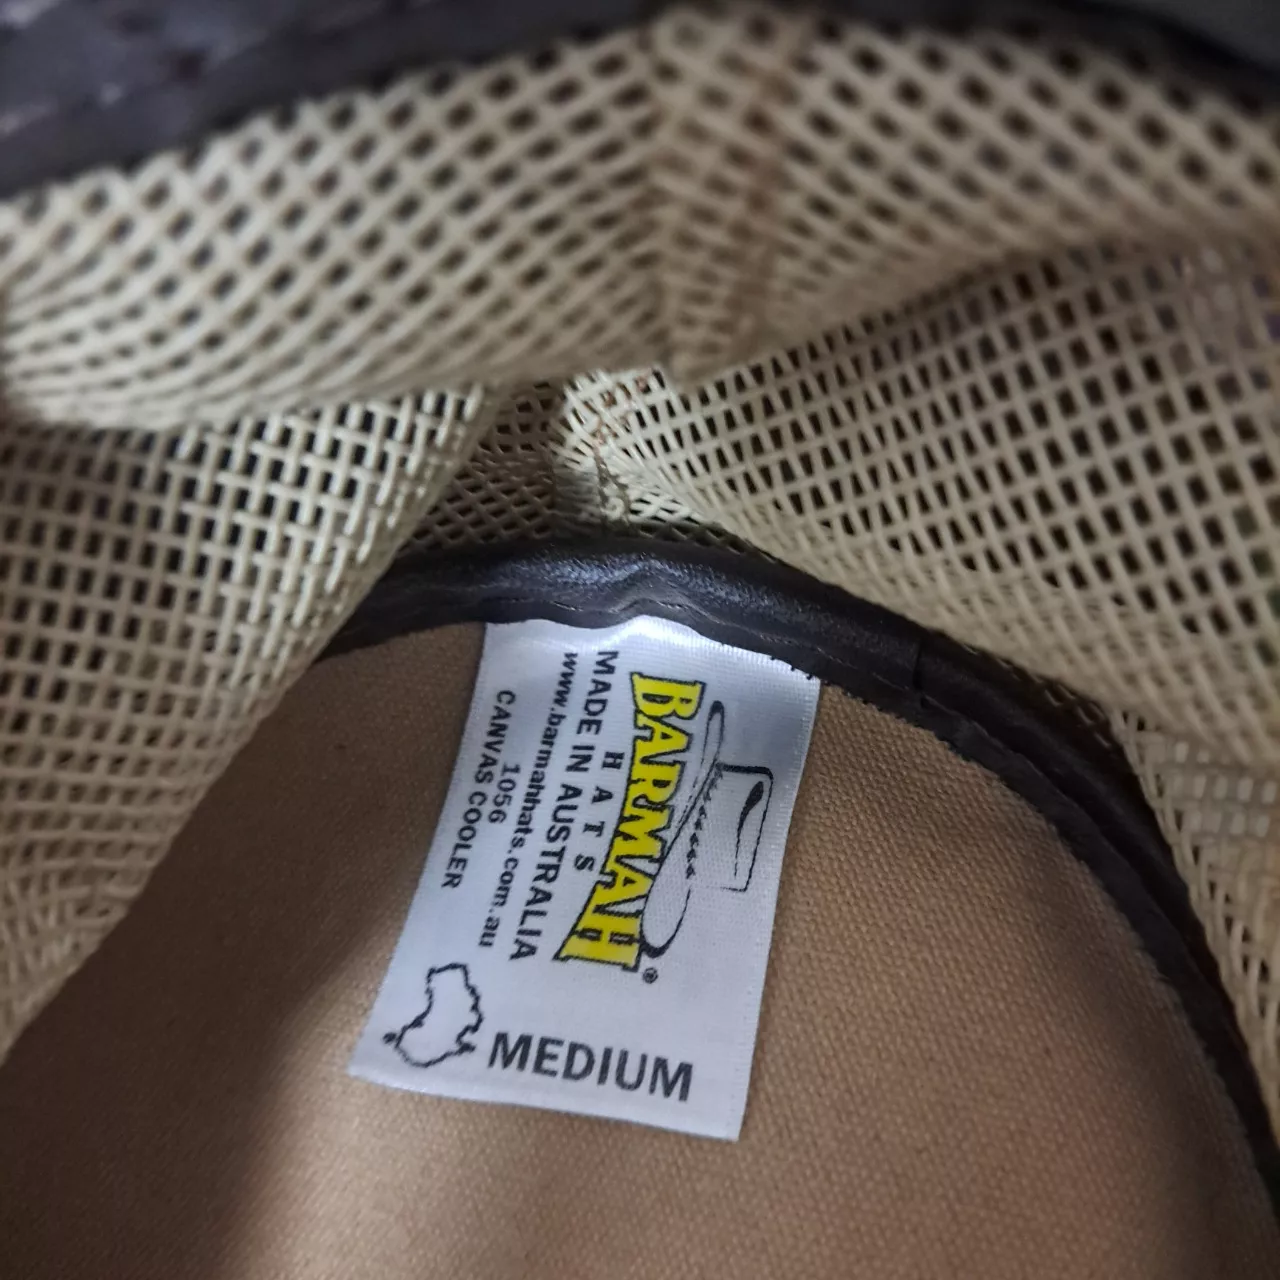 BARMAH®
HATS
MADE IN AUSTRALIA
www.barmahhats.com.au
1056
CANVAS COOLER
MEDIUM